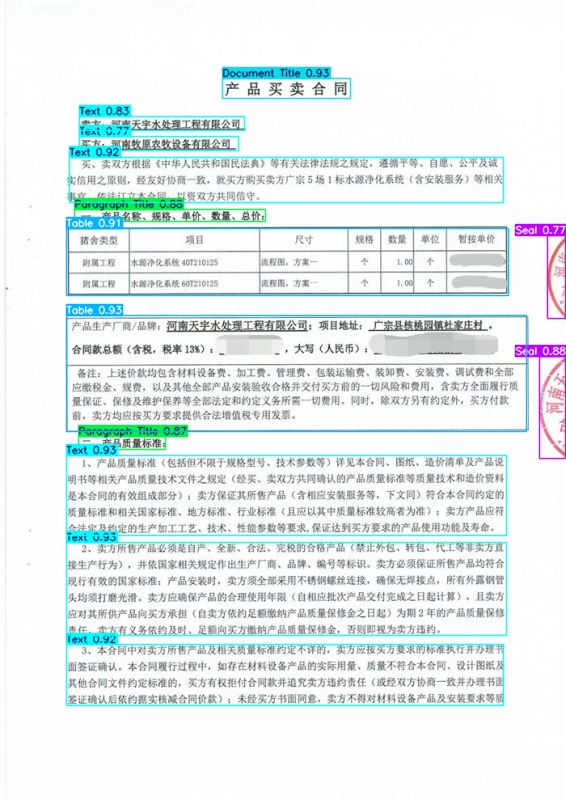 Document Title 0.93
产品买卖合同
Text 0.83
卖方：河南天宇水处理工程有限公司
Text 0.77
买方：河南牧原农牧设备有限公司
Text 0.92
买、卖双方根据《中华人民共和国民法典》等有关法律法规之规定，遵循平等、自愿、公平及诚
实信用之原则，经友好协商一致，就买方购买卖方广宗5场1标水源净化系统（含安装服务）等相关
事宜，依法订立本合同，以资双方共同信守。
Paragraph Title 0.88
一、产品名称、规格、单价、数量、总价：
Table 0.91
猪舍类型 项目 尺寸 规格 数量 单位 暂按单价
附属工程 水源净化系统 40T210125 流程图，方案一 个 1.00 个
附属工程 水源净化系统 60T210125 流程图，方案一 个 1.00 个
Seal 0.77
Table 0.93
产品生产厂商/品牌：河南天宇水处理工程有限公司；项目地址： 广宗县核桃园镇杜家庄村 。
合同款总额（含税，税率13%）： ，大写（人民币）：
Seal 0.88
备注：上述价款均包含材料设备费、加工费、管理费、包装运输费、装卸费、安装费、调试费和全部
应缴税金、规费，以及其他全部产品安装验收合格并交付买方前的一切风险和费用，含卖方全面履行质
量保证、保修及维护保养等全部法定和约定义务所需一切费用。同时，除双方另有约定外，买方付款
前，卖方均应按买方要求提供合法增值税专用发票。
Paragraph Title 0.87
二、产品质量标准：
Text 0.93
1、产品质量标准（包括但不限于规格型号、技术参数等）详见本合同、图纸、造价清单及产品说
明书等相关产品质量技术文件之规定（经买、卖双方共同确认的产品质量标准等质量技术和造价资料
是本合同的有效组成部分）；卖方保证其所售产品（含相应安装服务等，下文同）符合本合同约定的
质量标准和相关国家标准、地方标准、行业标准（且应以其中质量标准较高者为准）；卖方产品应符
合法定及约定的生产加工工艺、技术、性能参数等要求，保证达到买方要求的产品使用功能及寿命。
Text 0.93
2、卖方所售产品必须是自产、全新、合法、完税的合格产品（禁止外包、转包、代工等非卖方直
接生产行为），并依国家相关规定作出生产厂商、品牌、编号等标识。卖方必须保证所售产品均符合
现行有效的国家标准；产品安装时，卖方须全部采用不锈钢螺丝连接，确保无焊接点，所有外露钢管
头均须打磨光滑。卖方应确保产品的合理使用年限（自相应批次产品交付完成之日起计算），且卖方
应对其所供产品向买方承担（自卖方依约足额缴纳产品质量保修金之日起）为期2年的产品质量保修
责任。卖方有义务依约及时、足额向买方缴纳产品质量保修金，否则即视为卖方违约。
Text 0.92
3、本合同中对卖方所售产品及相关质量标准约定不详的，卖方应按买方要求的标准执行并办理书
面签证确认。本合同履行过程中，如存在材料设备产品的实际用量、质量不符合本合同、设计图纸及
其他合同文件约定标准的，买方有权拒付合同款并追究卖方违约责任（或经双方协商一致并办理书面
签证确认后依约据实核减合同价款）；未经买方书面同意，卖方不得对材料设备产品及安装要求等质